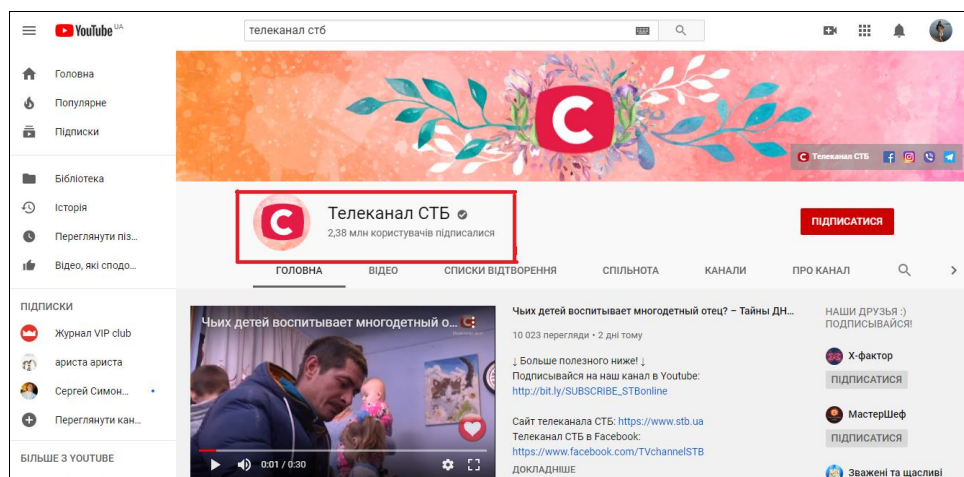 YouTube UA
телеканал стб
Головна
Популярне
Підписки
Бібліотека
Історія
Переглянути піз...
Відео, які сподо...
ПІДПИСКИ
Журнал VIP club
ариста ариста
Сергей Симон...
Переглянути кан...
БІЛЬШЕ З YOUTUBE
С
С Телеканал СТБ
С
Телеканал СТБ
2,38 млн користувачів підписалися
ПІДПИСАТИСЯ
ГОЛОВНА ВІДЕО СПИСКИ ВІДТВОРЕННЯ СПІЛЬНОТА КАНАЛИ ПРО КАНАЛ
Чьих детей воспитывает многодетный о...
0:01 / 0:30
Чьих детей воспитывает многодетный отец? – Тайны ДН...
10 023 перегляди • 2 дні тому
↓ Больше полезного ниже! ↓
Подписывайся на наш канал в Youtube:
http://bit.ly/SUBSCRIBE_STBonline
Сайт телеканала СТБ: https://www.stb.ua
Телеканал СТБ в Facebook:
https://www.facebook.com/TVchannelSTB
ДОКЛАДНІШЕ
НАШИ ДРУЗЬЯ :)
ПОДПИСЫВАЙСЯ!
Х-фактор
ПІДПИСАТИСЯ
МастерШеф
ПІДПИСАТИСЯ
Зважені та щасливі